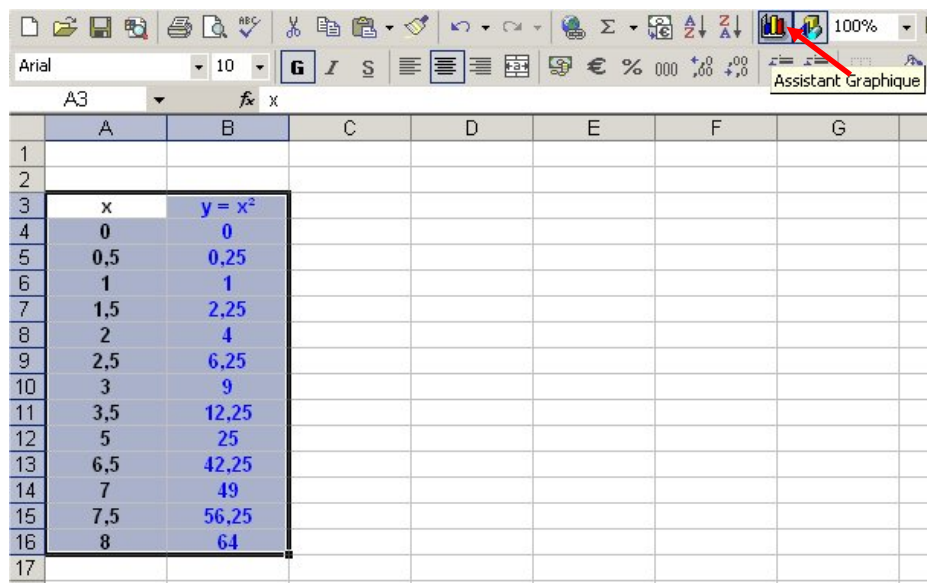 ABC
Σ
A
Z
Z
A
100%
Arial
10
G I S
€ % 000 ,00 ,00
Assistant Graphique
A3 fx x
A B C D E F G
1
2
3 x y = x²
4 0 0
5 0,5 0,25
6 1 1
7 1,5 2,25
8 2 4
9 2,5 6,25
10 3 9
11 3,5 12,25
12 5 25
13 6,5 42,25
14 7 49
15 7,5 56,25
16 8 64
17